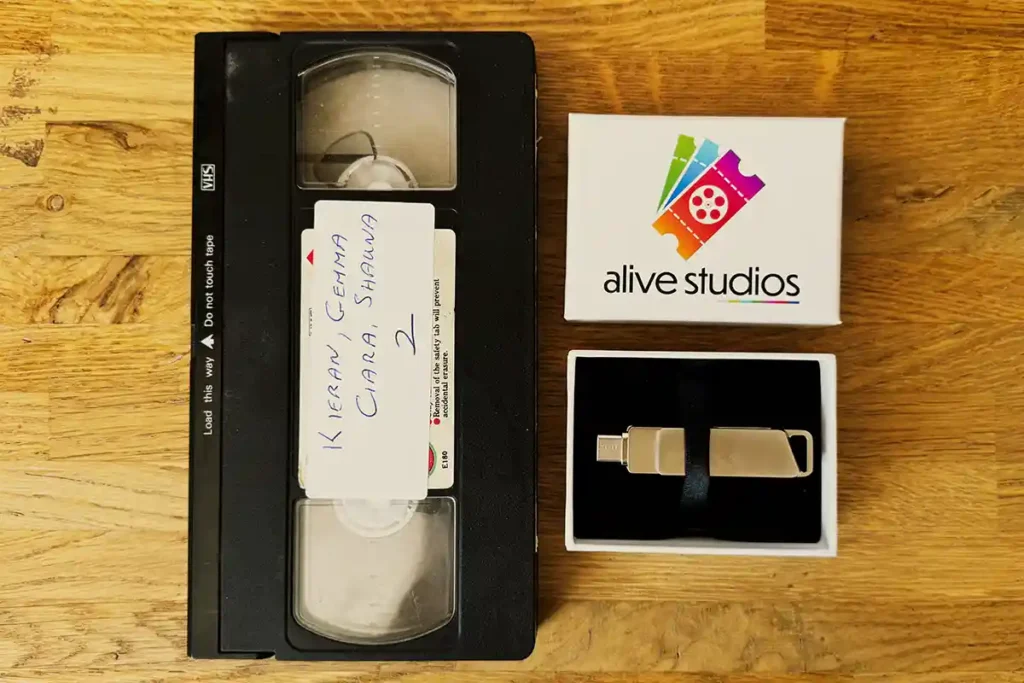 VHS
Load this way Do not touch tape
KIERAN, GEMMA
CIARA, SHAUNA
2
Removal of the safety tab will prevent
accidental erasure.
E180
alive studios